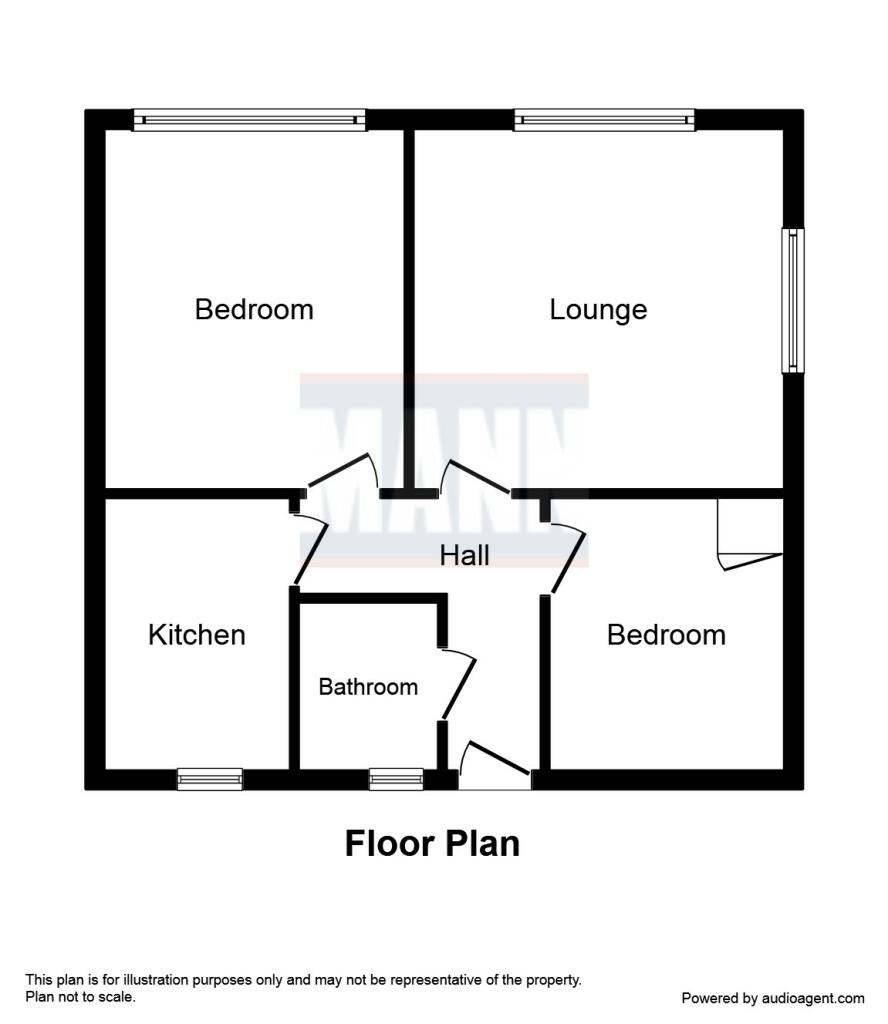 Bedroom
Lounge
MANN
Hall
Kitchen
Bedroom
Bathroom
Floor Plan
This plan is for illustration purposes only and may not be representative of the property.
Plan not to scale.
Powered by audioagent.com